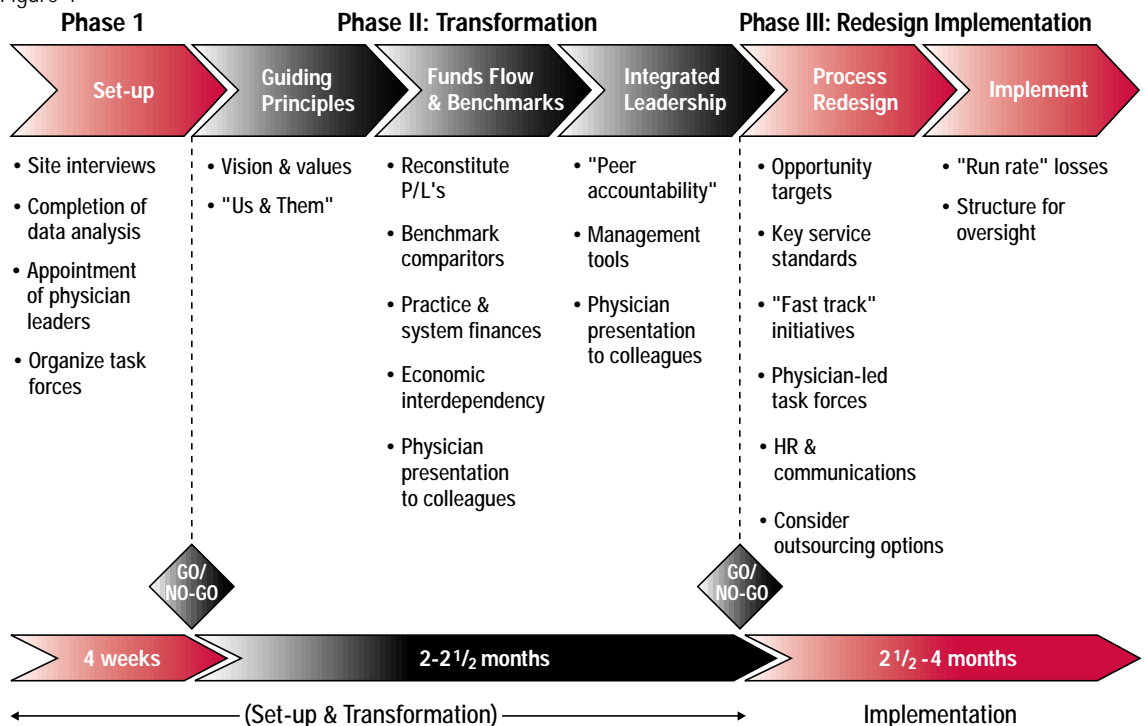 Phase 1
Phase II: Transformation
Phase III: Redesign Implementation
Set-up
Guiding
Principles
Funds Flow
& Benchmarks
Integrated
Leadership
Process
Redesign
Implement
• Site interviews
• Completion of
data analysis
• Appointment
of physician
leaders
• Organize task
forces
• Vision & values
• "Us & Them"
• Reconstitute
P/L's
• Benchmark
comparitors
• Practice &
system finances
• Economic
interdependency
• Physician
presentation
to colleagues
• "Peer
accountability"
• Management
tools
• Physician
presentation
to colleagues
• Opportunity
targets
• Key service
standards
• "Fast track"
initiatives
• Physician-led
task forces
• HR &
communications
• Consider
outsourcing options
• "Run rate" losses
• Structure for
oversight
GO/
NO-GO
GO/
NO-GO
4 weeks
2-2 1/2 months
2 1/2 - 4 months
(Set-up & Transformation)
Implementation